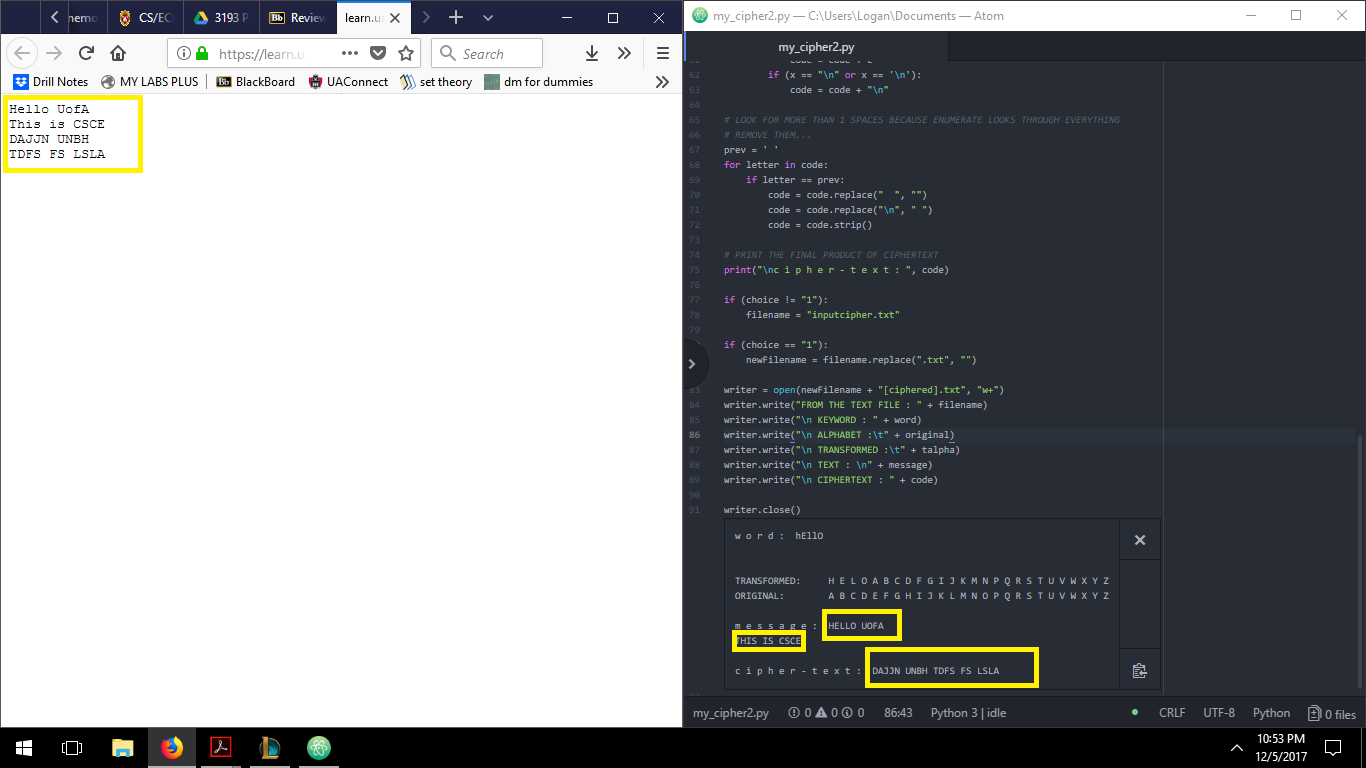 memo
CS/EC
3193 P
Review
learn.ua
my_cipher2.py — C:\Users\Logan\Documents — Atom
https://learn.u
Search
Drill Notes
MY LABS PLUS
BlackBoard
UAConnect
set theory
dm for dummies
Hello UofA
This is CSCE
DAJJN UNBH
TDFS FS LSLA
my_cipher2.py
61 code = code + c
62 if (x == "\n" or x == '\n'):
63 code = code + "\n"
64
65 # LOOK FOR MORE THAN 1 SPACES BECAUSE ENUMERATE LOOKS THROUGH EVERYTHING
66 # REMOVE THEM...
67 prev = ' '
68 for letter in code:
69 if letter == prev:
70 code = code.replace("  ", "")
71 code = code.replace("\n", " ")
72 code = code.strip()
73
74 # PRINT THE FINAL PRODUCT OF CIPHERTEXT
75 print("\nc i p h e r - t e x t : ", code)
76
77 if (choice != "1"):
78 filename = "inputcipher.txt"
79
if (choice == "1"):
newFilename = filename.replace(".txt", "")
83 writer = open(newFilename + "[ciphered].txt", "w+")
84 writer.write("FROM THE TEXT FILE : " + filename)
85 writer.write("\n KEYWORD : " + word)
86 writer.write("\n ALPHABET :\t" + original)
87 writer.write("\n TRANSFORMED :\t" + talpha)
88 writer.write("\n TEXT : \n" + message)
89 writer.write("\n CIPHERTEXT : " + code)
90
91 writer.close()
w o r d : hEllO
TRANSFORMED: H E L O A B C D F G I J K M N P Q R S T U V W X Y Z
ORIGINAL: A B C D E F G H I J K L M N O P Q R S T U V W X Y Z
m e s s a g e : HELLO UOFA
THIS IS CSCE
c i p h e r - t e x t : DAJJN UNBH TDFS FS LSLA
my_cipher2.py
0
0
0
86:43
Python 3 | idle
CRLF
UTF-8
Python
0 files
10:53 PM
12/5/2017